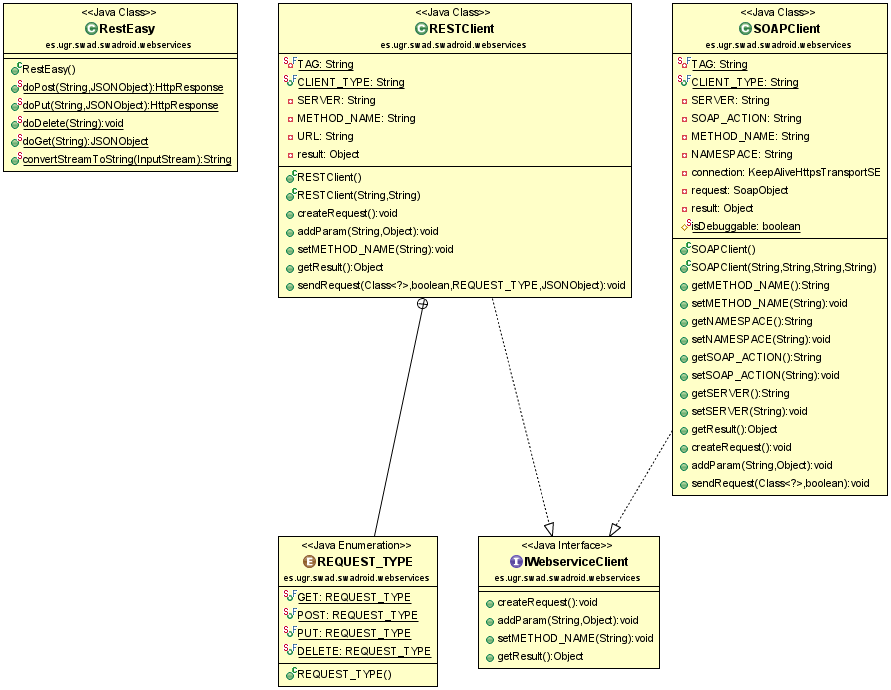 <<Java Class>>
RestEasy
es.ugr.swad.swadroid.webservices
RestEasy()
doPost(String,JSONObject):HttpResponse
doPut(String,JSONObject):HttpResponse
doDelete(String):void
doGet(String):JSONObject
convertStreamToString(InputStream):String
<<Java Class>>
RESTClient
es.ugr.swad.swadroid.webservices
TAG: String
CLIENT_TYPE: String
SERVER: String
METHOD_NAME: String
URL: String
result: Object
RESTClient()
RESTClient(String,String)
createRequest():void
addParam(String,Object):void
setMETHOD_NAME(String):void
getResult():Object
sendRequest(Class<?>,boolean,REQUEST_TYPE,JSONObject):void
<<Java Class>>
SOAPClient
es.ugr.swad.swadroid.webservices
TAG: String
CLIENT_TYPE: String
SERVER: String
SOAP_ACTION: String
METHOD_NAME: String
NAMESPACE: String
connection: KeepAliveHttpsTransportSE
request: SoapObject
result: Object
isDebuggable: boolean
SOAPClient()
SOAPClient(String,String,String,String)
getMETHOD_NAME():String
setMETHOD_NAME(String):void
getNAMESPACE():String
setNAMESPACE(String):void
getSOAP_ACTION():String
setSOAP_ACTION(String):void
getSERVER():String
setSERVER(String):void
getResult():Object
createRequest():void
addParam(String,Object):void
sendRequest(Class<?>,boolean):void
<<Java Enumeration>>
REQUEST_TYPE
es.ugr.swad.swadroid.webservices
GET: REQUEST_TYPE
POST: REQUEST_TYPE
PUT: REQUEST_TYPE
DELETE: REQUEST_TYPE
REQUEST_TYPE()
<<Java Interface>>
IWebserviceClient
es.ugr.swad.swadroid.webservices
createRequest():void
addParam(String,Object):void
setMETHOD_NAME(String):void
getResult():Object